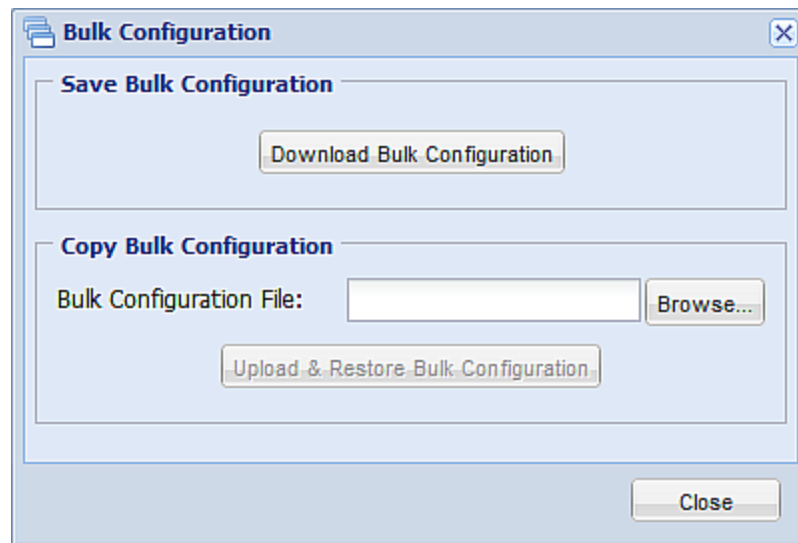 Bulk Configuration
Save Bulk Configuration
Download Bulk Configuration
Copy Bulk Configuration
Bulk Configuration File:
Browse...
Upload & Restore Bulk Configuration
Close